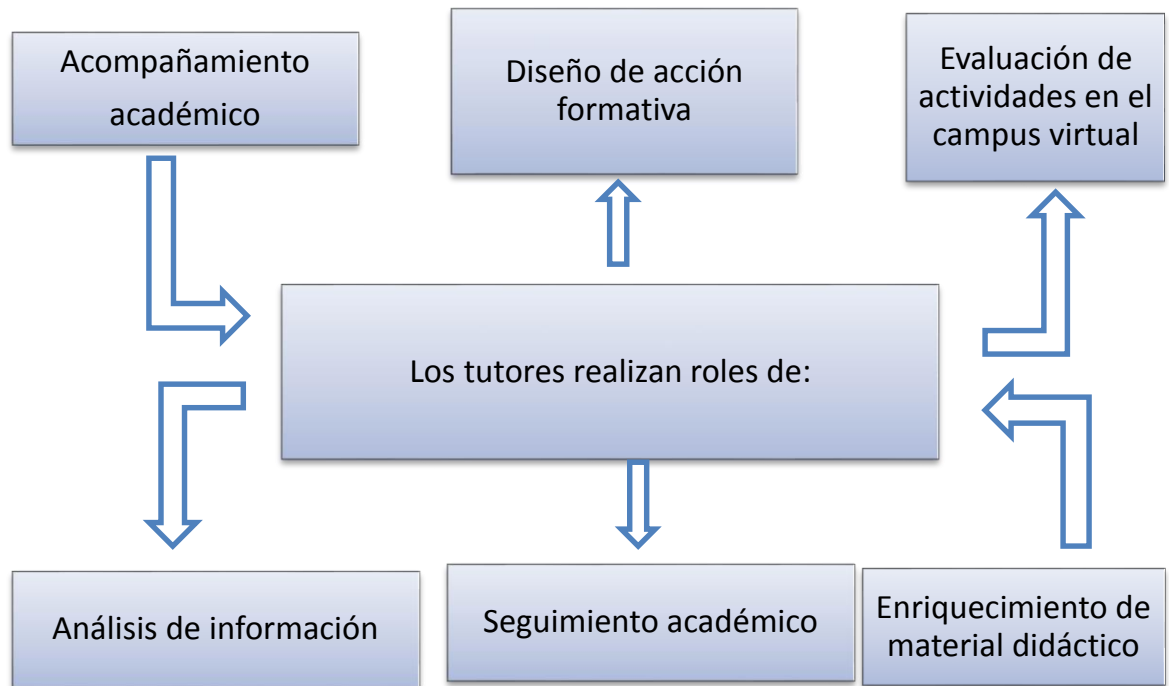 Acompañamiento
académico
Diseño de acción
formativa
Evaluación de
actividades en el
campus virtual
Los tutores realizan roles de:
Análisis de información
Seguimiento académico
Enriquecimiento de
material didáctico